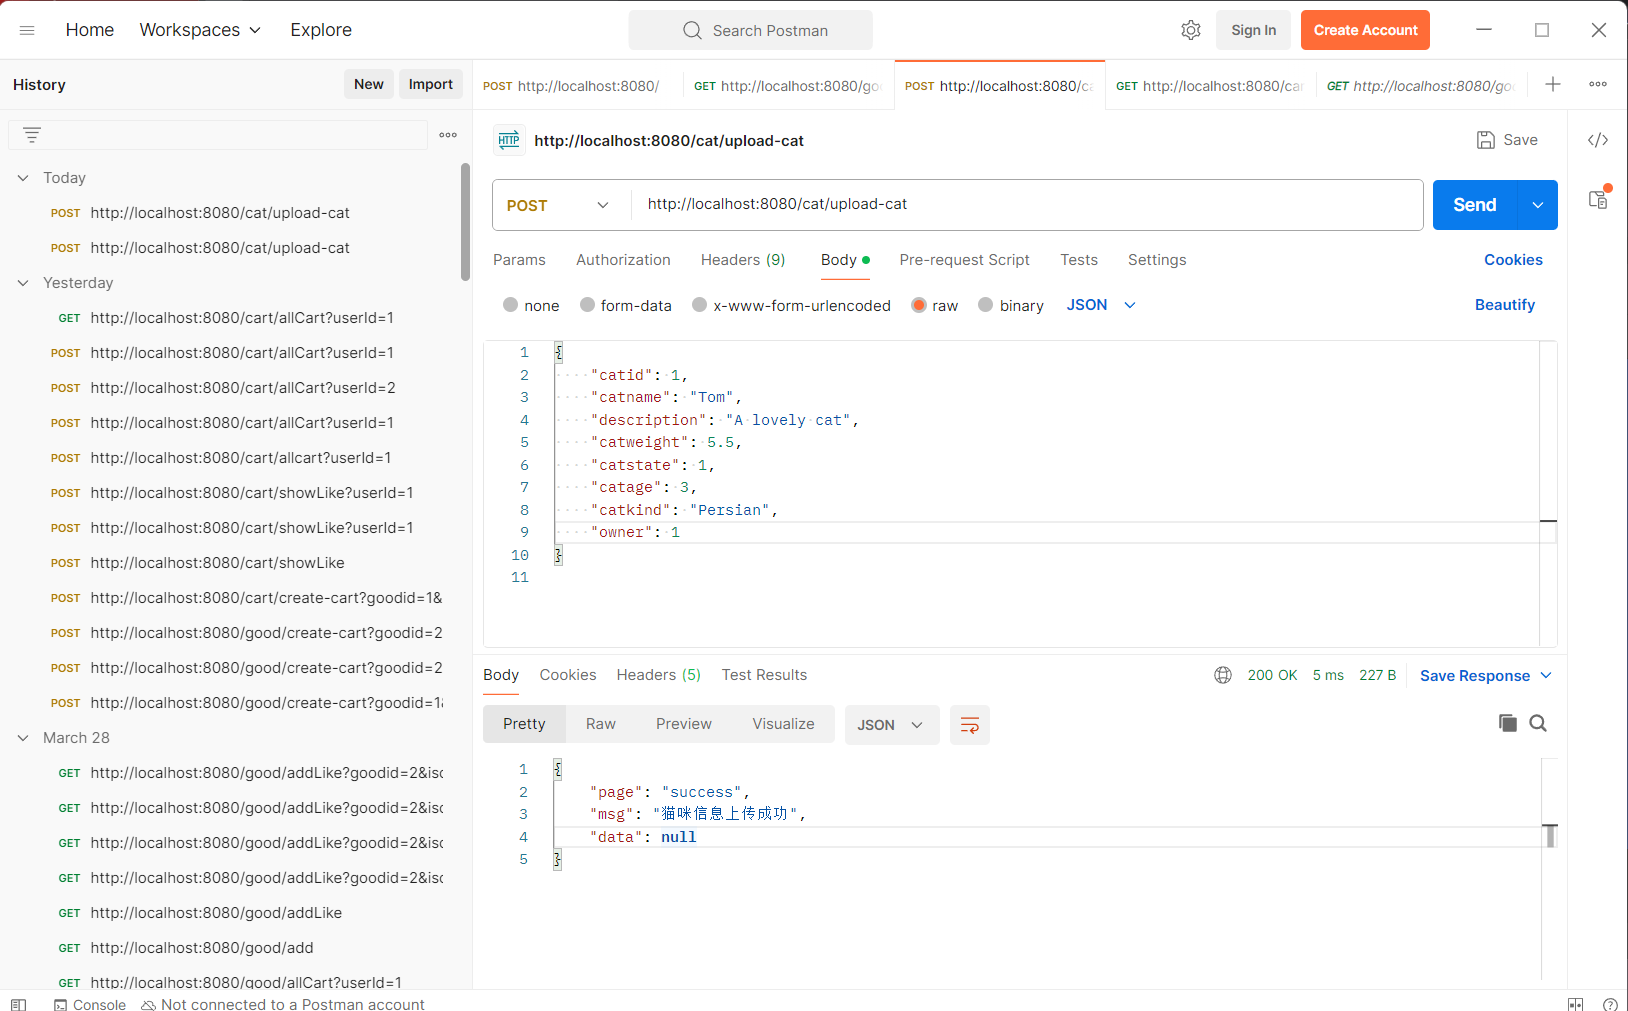 Home Workspaces Explore Search Postman Sign In Create Account
History New Import
POST http://localhost:8080/ GET http://localhost:8080/goo POST http://localhost:8080/ca GET http://localhost:8080/car GET http://localhost:8080/goo
HTTP http://localhost:8080/cat/upload-cat Save
POST http://localhost:8080/cat/upload-cat Send
Params Authorization Headers (9) Body Pre-request Script Tests Settings Cookies
none form-data x-www-form-urlencoded raw binary JSON Beautify
1 {
2 "catid": 1,
3 "catname": "Tom",
4 "description": "A lovely cat",
5 "catweight": 5.5,
6 "catstate": 1,
7 "catage": 3,
8 "catkind": "Persian",
9 "owner": 1
10 }
11
Body Cookies Headers (5) Test Results 200 OK 5 ms 227 B Save Response
Pretty Raw Preview Visualize JSON
1 {
2 "page": "success",
3 "msg": "猫咪信息上传成功",
4 "data": null
5 }
Today
POST http://localhost:8080/cat/upload-cat
POST http://localhost:8080/cat/upload-cat
Yesterday
GET http://localhost:8080/cart/allCart?userId=1
POST http://localhost:8080/cart/allCart?userId=1
POST http://localhost:8080/cart/allCart?userId=2
POST http://localhost:8080/cart/allCart?userId=1
POST http://localhost:8080/cart/allcart?userId=1
POST http://localhost:8080/cart/showLike?userId=1
POST http://localhost:8080/cart/showLike?userId=1
POST http://localhost:8080/cart/showLike
POST http://localhost:8080/cart/create-cart?goodid=1&
POST http://localhost:8080/good/create-cart?goodid=2
POST http://localhost:8080/good/create-cart?goodid=2
POST http://localhost:8080/good/create-cart?goodid=1&
March 28
GET http://localhost:8080/good/addLike?goodid=2&isc
GET http://localhost:8080/good/addLike?goodid=2&isc
GET http://localhost:8080/good/addLike?goodid=2&isc
GET http://localhost:8080/good/addLike?goodid=2&isc
GET http://localhost:8080/good/addLike
GET http://localhost:8080/good/add
GET http://localhost:8080/good/allCart?userId=1
Console Not connected to a Postman account